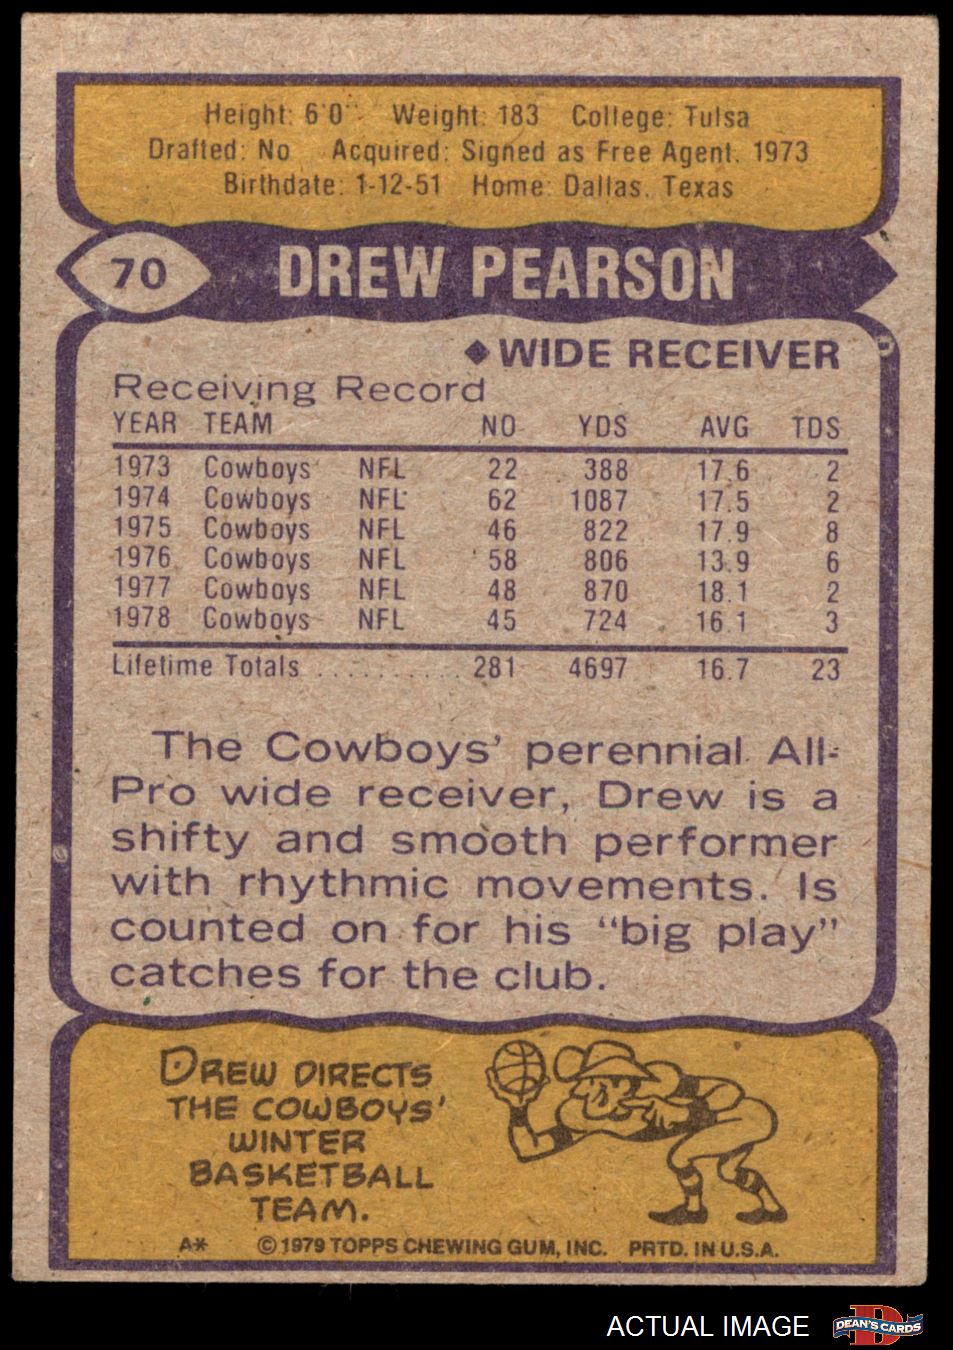 Height: 6'0" Weight: 183 College: Tulsa
Drafted: No Acquired: Signed as Free Agent, 1973
Birthdate: 1-12-51 Home: Dallas, Texas
70 DREW PEARSON
◆ WIDE RECEIVER
Receiving Record
YEAR TEAM NO YDS AVG TDS
1973 Cowboys NFL 22 388 17.6 2
1974 Cowboys NFL 62 1087 17.5 2
1975 Cowboys NFL 46 822 17.9 8
1976 Cowboys NFL 58 806 13.9 6
1977 Cowboys NFL 48 870 18.1 2
1978 Cowboys NFL 45 724 16.1 3
Lifetime Totals .......... 281 4697 16.7 23
The Cowboys' perennial All-
Pro wide receiver, Drew is a
shifty and smooth performer
with rhythmic movements. Is
counted on for his "big play"
catches for the club.
DREW DIRECTS
THE COWBOYS'
WINTER
BASKETBALL
TEAM.
A* © 1979 TOPPS CHEWING GUM, INC. PRTD. IN U.S.A.
ACTUAL IMAGE D
DEAN'S CARDS